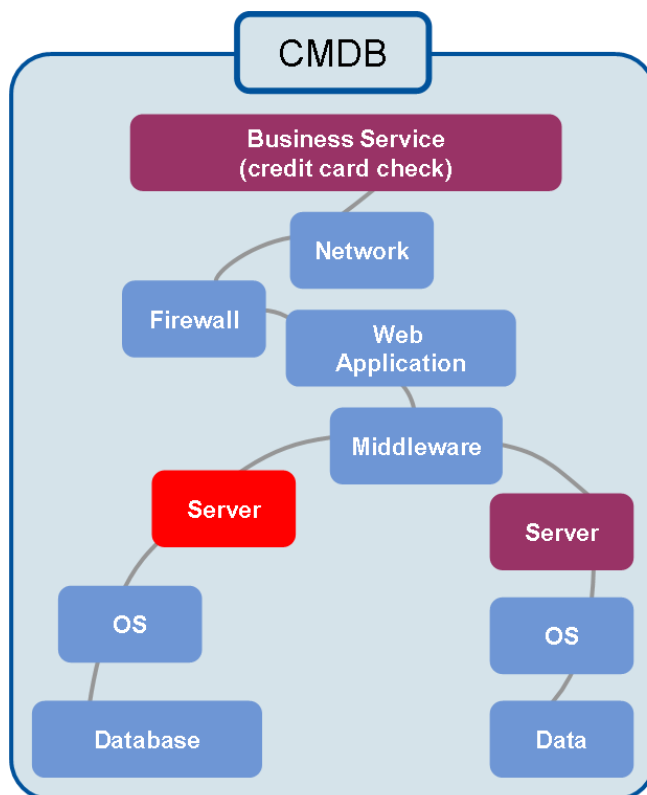 CMDB
Business Service
(credit card check)
Network
Firewall
Web
Application
Middleware
Server
Server
OS
OS
Database
Data